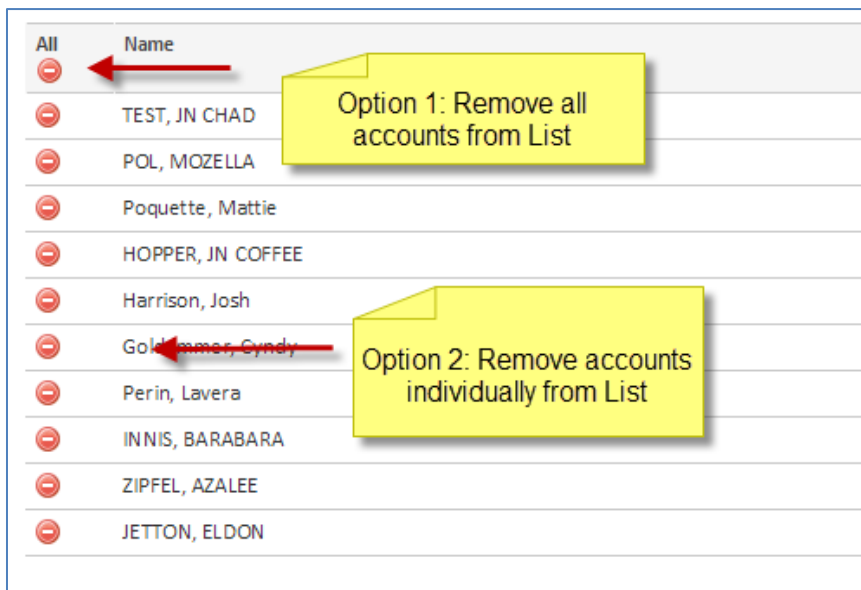 All Name
Option 1: Remove all
accounts from List
TEST, JN CHAD
POL, MOZELLA
Poquette, Mattie
HOPPER, JN COFFEE
Harrison, Josh
Cyndy
Option 2: Remove accounts
individually from List
Perin, Lavera
INNIS, BARABARA
ZIPFEL, AZALEE
JETTON, ELDON